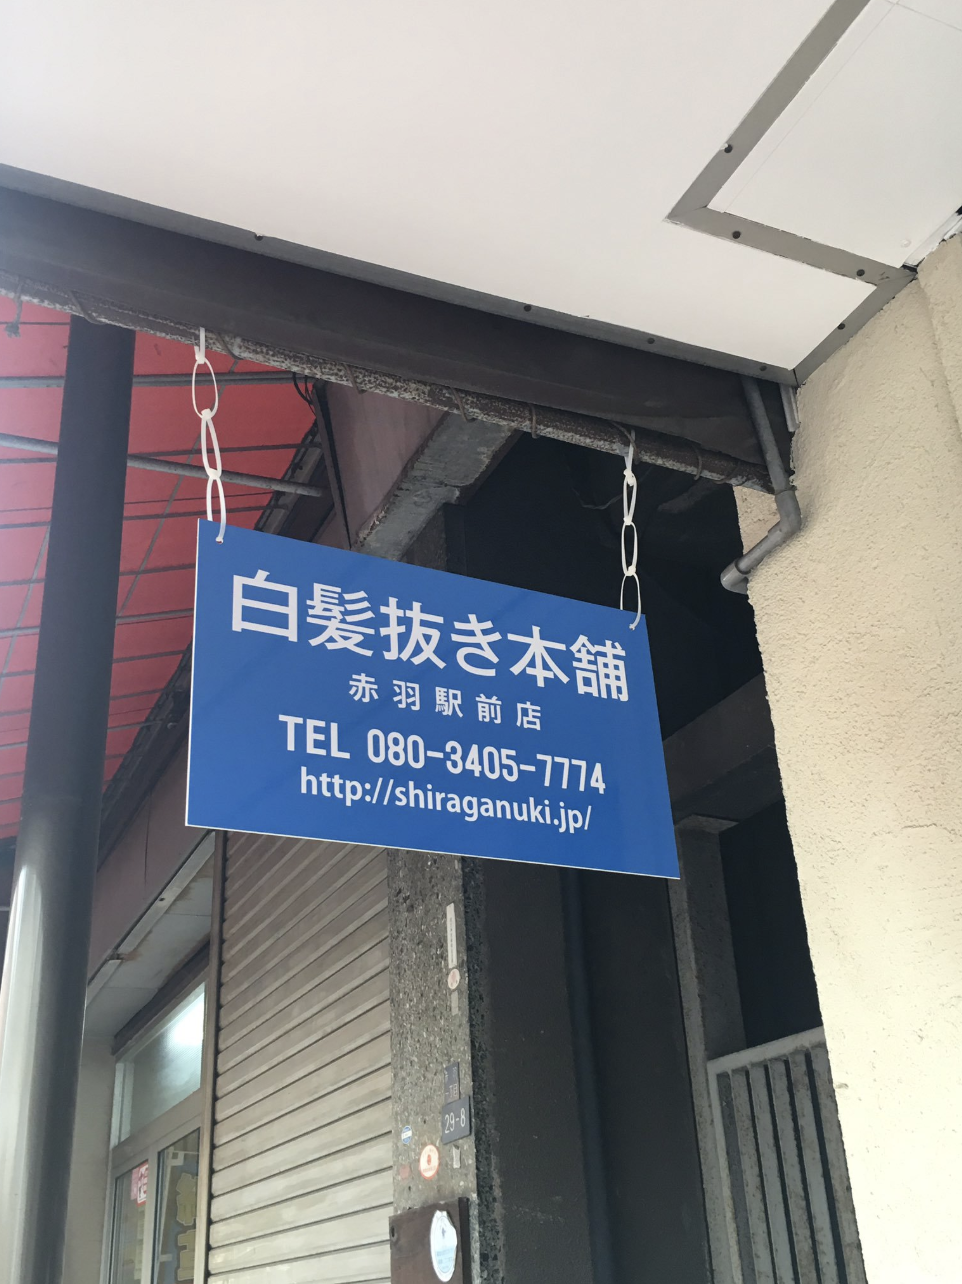 白髪抜き本舗
赤羽駅前店
TEL 080-3405-7774
http://shiraganuki.jp/
29-8